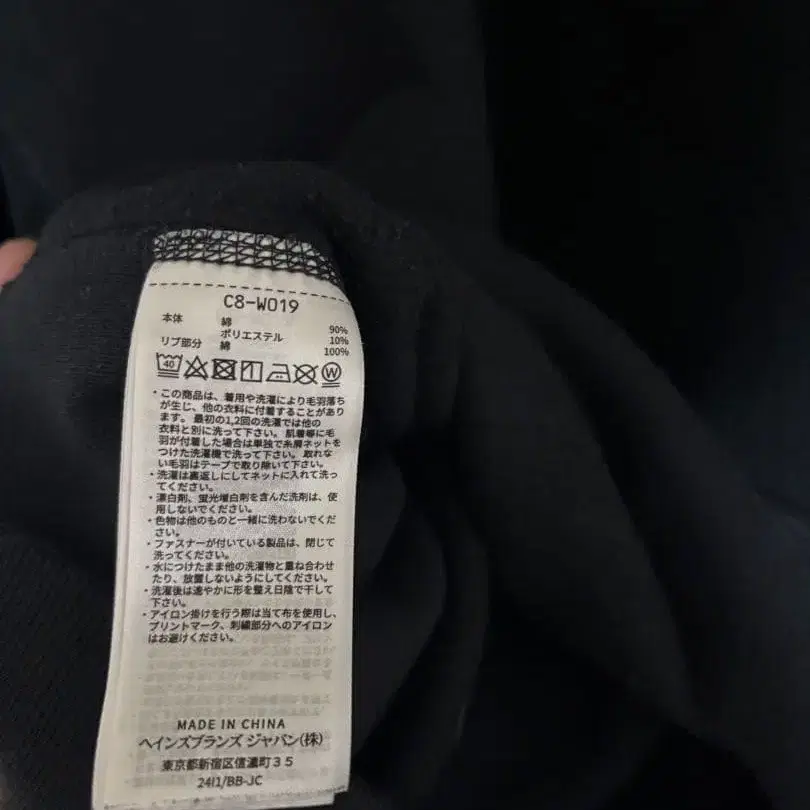 C8-W019
本体 綿 90%
ポリエステル 10%
リブ部分 綿 100%
40 W
・この商品は、着用や洗濯により毛羽落ち
が生じ、他の衣料に付着することがあり
ます。最初の1,2回の洗濯では他の
衣料と別に洗って下さい。肌着等に毛
羽が付着した場合は単独で糸屑ネットを
つけた洗濯機で洗って下さい。取れな
い毛羽はテープで取り除いて下さい。
・洗濯は裏返しにしてネットに入れて洗っ
てください。
・漂白剤、蛍光増白剤を含んだ洗剤は、使
用しないでください。
・色物は他のものと一緒に洗わないでくだ
さい。
・ファスナーが付いている製品は、閉じて
洗ってください。
・水につけたまま他の洗濯物と重ね合わせ
たり、放置しないようにしてください。
・洗濯後は速やかに形を整え日陰で干して
下さい。
・アイロン掛けを行う際は当て布を使用し、
プリントマーク、刺繍部分へのアイロン
はお避けください。
MADE IN CHINA
ヘインズブランズ ジャパン(株)
東京都新宿区信濃町35
24I1/BB-JC